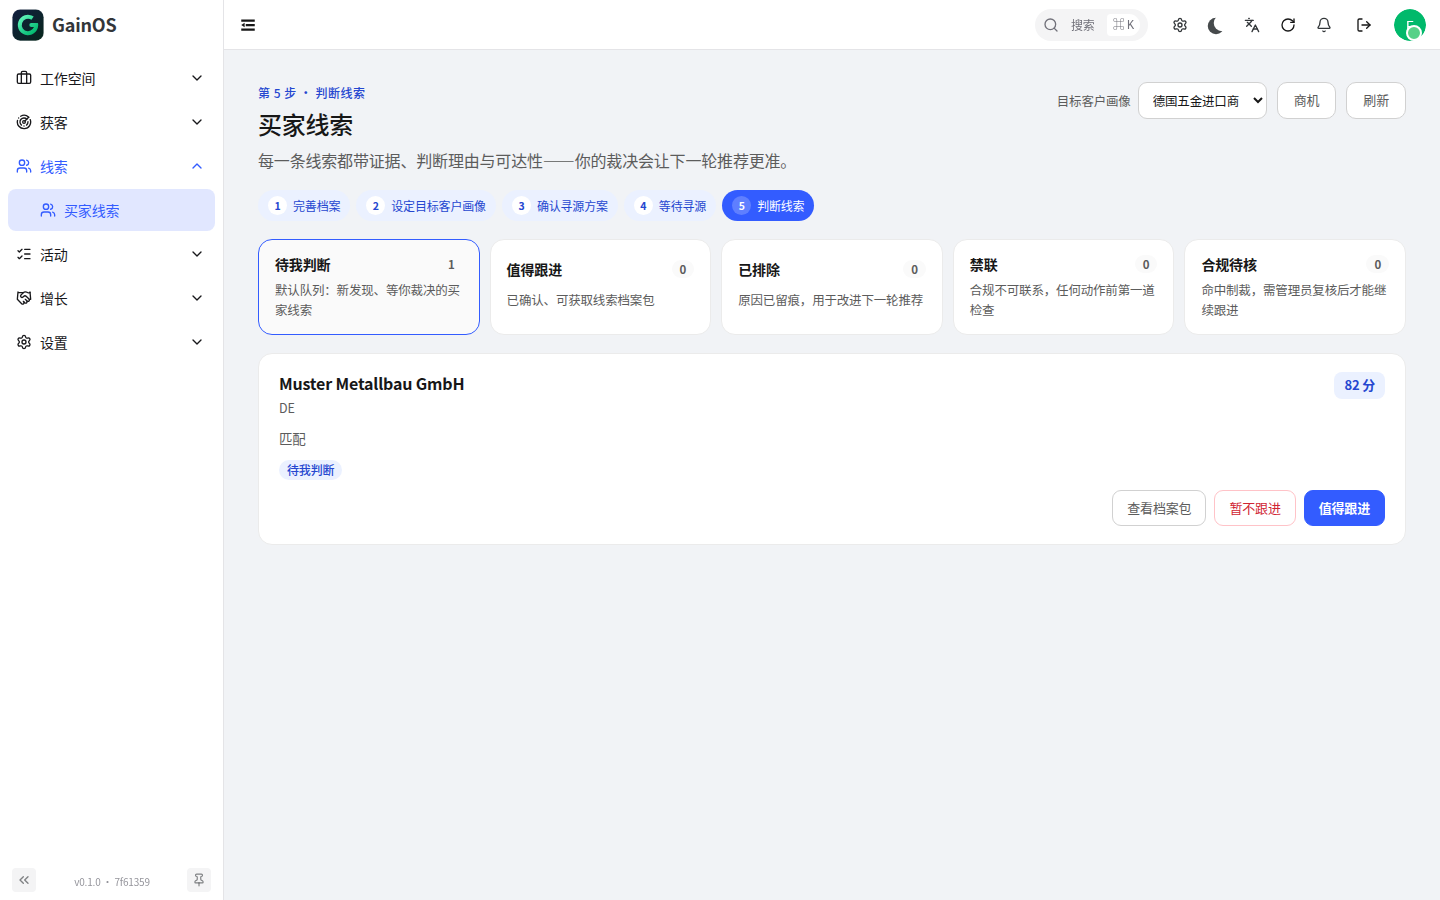 GainOS
搜索
⌘ K
工作空间
获客
线索
买家线索
活动
增长
设置
v0.1.0 • 7f61359
第 5 步 · 判断线索
买家线索
每一条线索都带证据、判断理由与可达性——你的裁决会让下一轮推荐更准。
目标客户画像
德国五金进口商
商机
刷新
1 完善档案
2 设定目标客户画像
3 确认寻源方案
4 等待寻源
5 判断线索
待我判断 1
默认队列：新发现、等你裁决的买
家线索
值得跟进 0
已确认、可获取线索档案包
已排除 0
原因已留痕，用于改进下一轮推荐
禁联 0
合规不可联系，任何动作前第一道
检查
合规待核 0
命中制裁，需管理员复核后才能继
续跟进
Muster Metallbau GmbH
82 分
DE
匹配
待我判断
查看档案包
暂不跟进
值得跟进